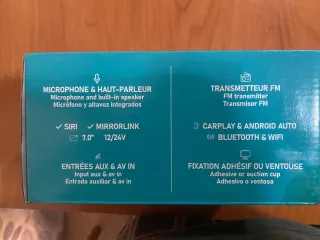 MICROPHONE & HAUT-PARLEUR
Microphone and built-in speaker
Micrófono y altavoz integrados
SIRI
MIRRORLINK
7.0"
12/24V
ENTRÉES AUX & AV IN
Input aux & av in
Entrada auxiliar & av in
TRANSMETTEUR FM
FM transmitter
Transmisor FM
CARPLAY & ANDROID AUTO
BLUETOOTH & WIFI
FIXATION ADHÉSIF OU VENTOUSE
Adhesive or suction cup
Adhesivo o ventosa